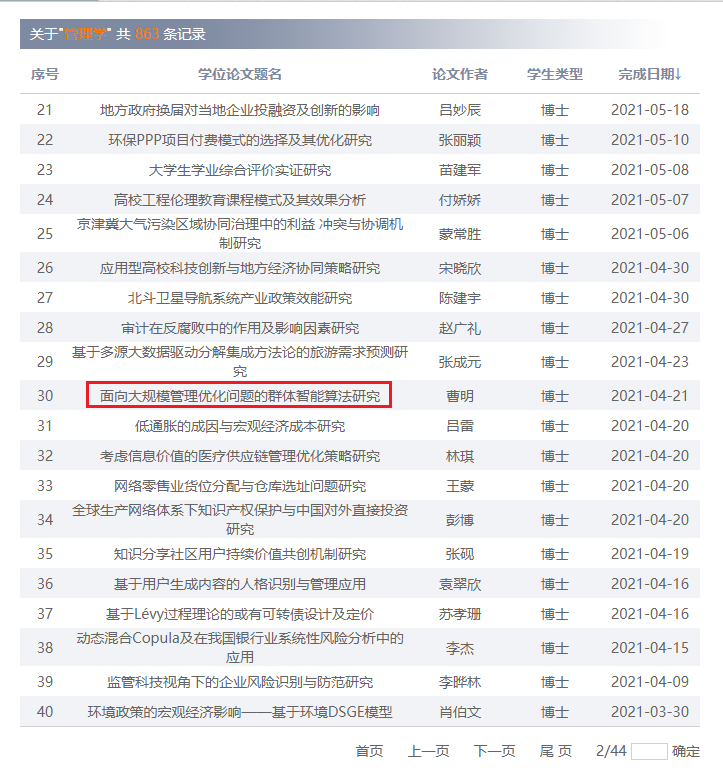 关于"管理学" 共 863 条记录
序号 学位论文题名 论文作者 学生类型 完成日期↓
21 地方政府换届对当地企业投融资及创新的影响 吕妙辰 博士 2021-05-18
22 环保PPP项目付费模式的选择及其优化研究 张丽颖 博士 2021-05-10
23 大学生学业综合评价实证研究 苗建军 博士 2021-05-08
24 高校工程伦理教育课程模式及其效果分析 付娇娇 博士 2021-05-07
京津冀大气污染区域协同治理中的利益 冲突与协调机
25 制研究 蒙常胜 博士 2021-05-06
26 应用型高校科技创新与地方经济协同策略研究 宋晓欣 博士 2021-04-30
27 北斗卫星导航系统产业政策效能研究 陈建宇 博士 2021-04-30
28 审计在反腐败中的作用及影响因素研究 赵广礼 博士 2021-04-27
基于多源大数据驱动分解集成方法论的旅游需求预测研
29 究 张成元 博士 2021-04-23
30 面向大规模管理优化问题的群体智能算法研究 曹明 博士 2021-04-21
31 低通胀的成因与宏观经济成本研究 吕雷 博士 2021-04-20
32 考虑信息价值的医疗供应链管理优化策略研究 林琪 博士 2021-04-20
33 网络零售业货位分配与仓库选址问题研究 王蒙 博士 2021-04-20
全球生产网络体系下知识产权保护与中国对外直接投资
34 研究 彭博 博士 2021-04-20
35 知识分享社区用户持续价值共创机制研究 张砚 博士 2021-04-19
36 基于用户生成内容的人格识别与管理应用 袁翠欣 博士 2021-04-16
37 基于Lévy过程理论的或有可转债设计及定价 苏孝珊 博士 2021-04-16
动态混合Copula及在我国银行业系统性风险分析中的
38 应用 李杰 博士 2021-04-15
39 监管科技视角下的企业风险识别与防范研究 李晔林 博士 2021-04-09
40 环境政策的宏观经济影响——基于环境DSGE模型 肖伯文 博士 2021-03-30
首页 上一页 下一页 尾 页 2/44 确定